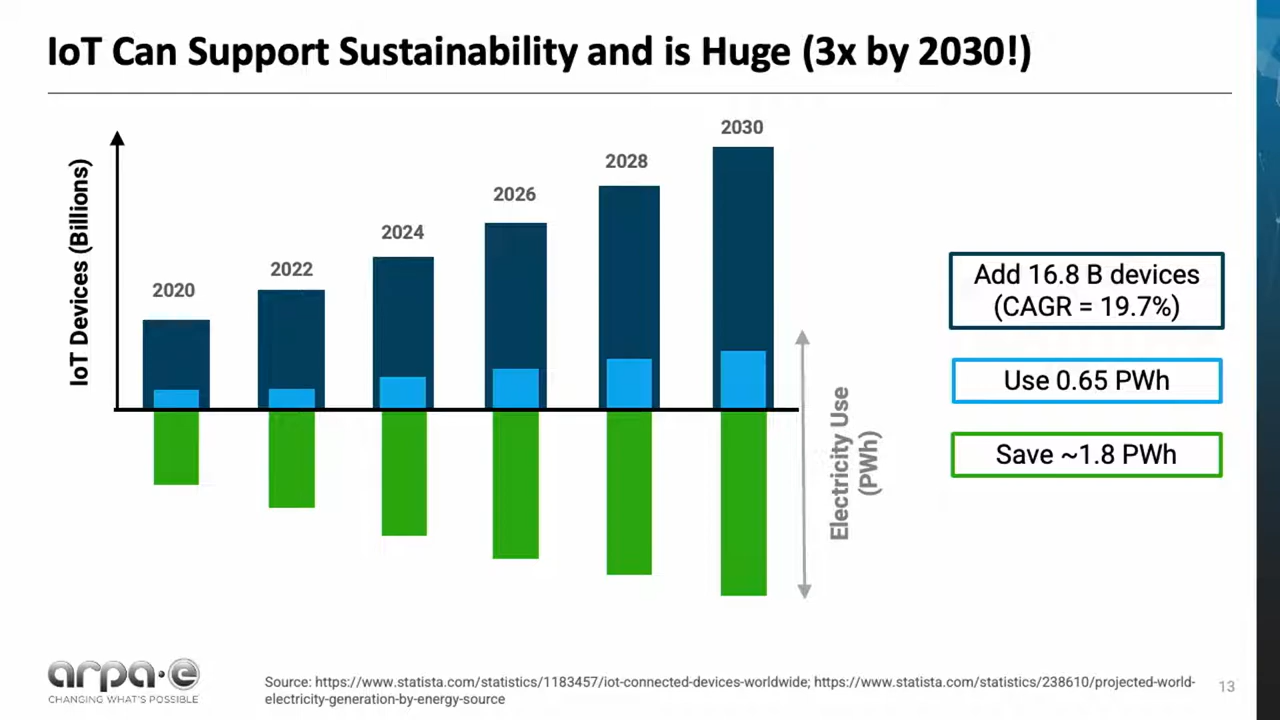 IoT Can Support Sustainability and is Huge (3x by 2030!)
IoT Devices (Billions)
2020
2022
2024
2026
2028
2030
Electricity Use
(PWh)
Add 16.8 B devices
(CAGR = 19.7%)
Use 0.65 PWh
Save ~1.8 PWh
arpa·e
CHANGING WHAT'S POSSIBLE
Source: https://www.statista.com/statistics/1183457/iot-connected-devices-worldwide; https://www.statista.com/statistics/238610/projected-world-
electricity-generation-by-energy-source
13